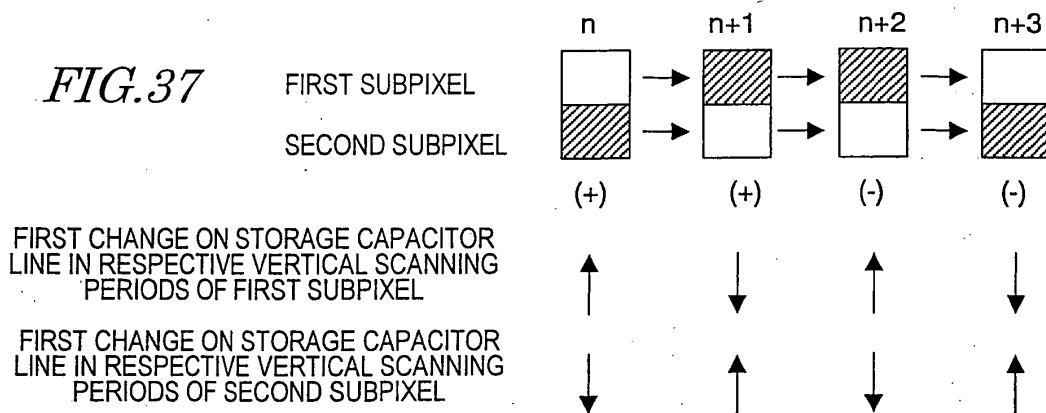 n n+1 n+2 n+3
FIG.37
FIRST SUBPIXEL
SECOND SUBPIXEL
(+) (+) (-) (-)
FIRST CHANGE ON STORAGE CAPACITOR
LINE IN RESPECTIVE VERTICAL SCANNING
PERIODS OF FIRST SUBPIXEL
FIRST CHANGE ON STORAGE CAPACITOR
LINE IN RESPECTIVE VERTICAL SCANNING
PERIODS OF SECOND SUBPIXEL